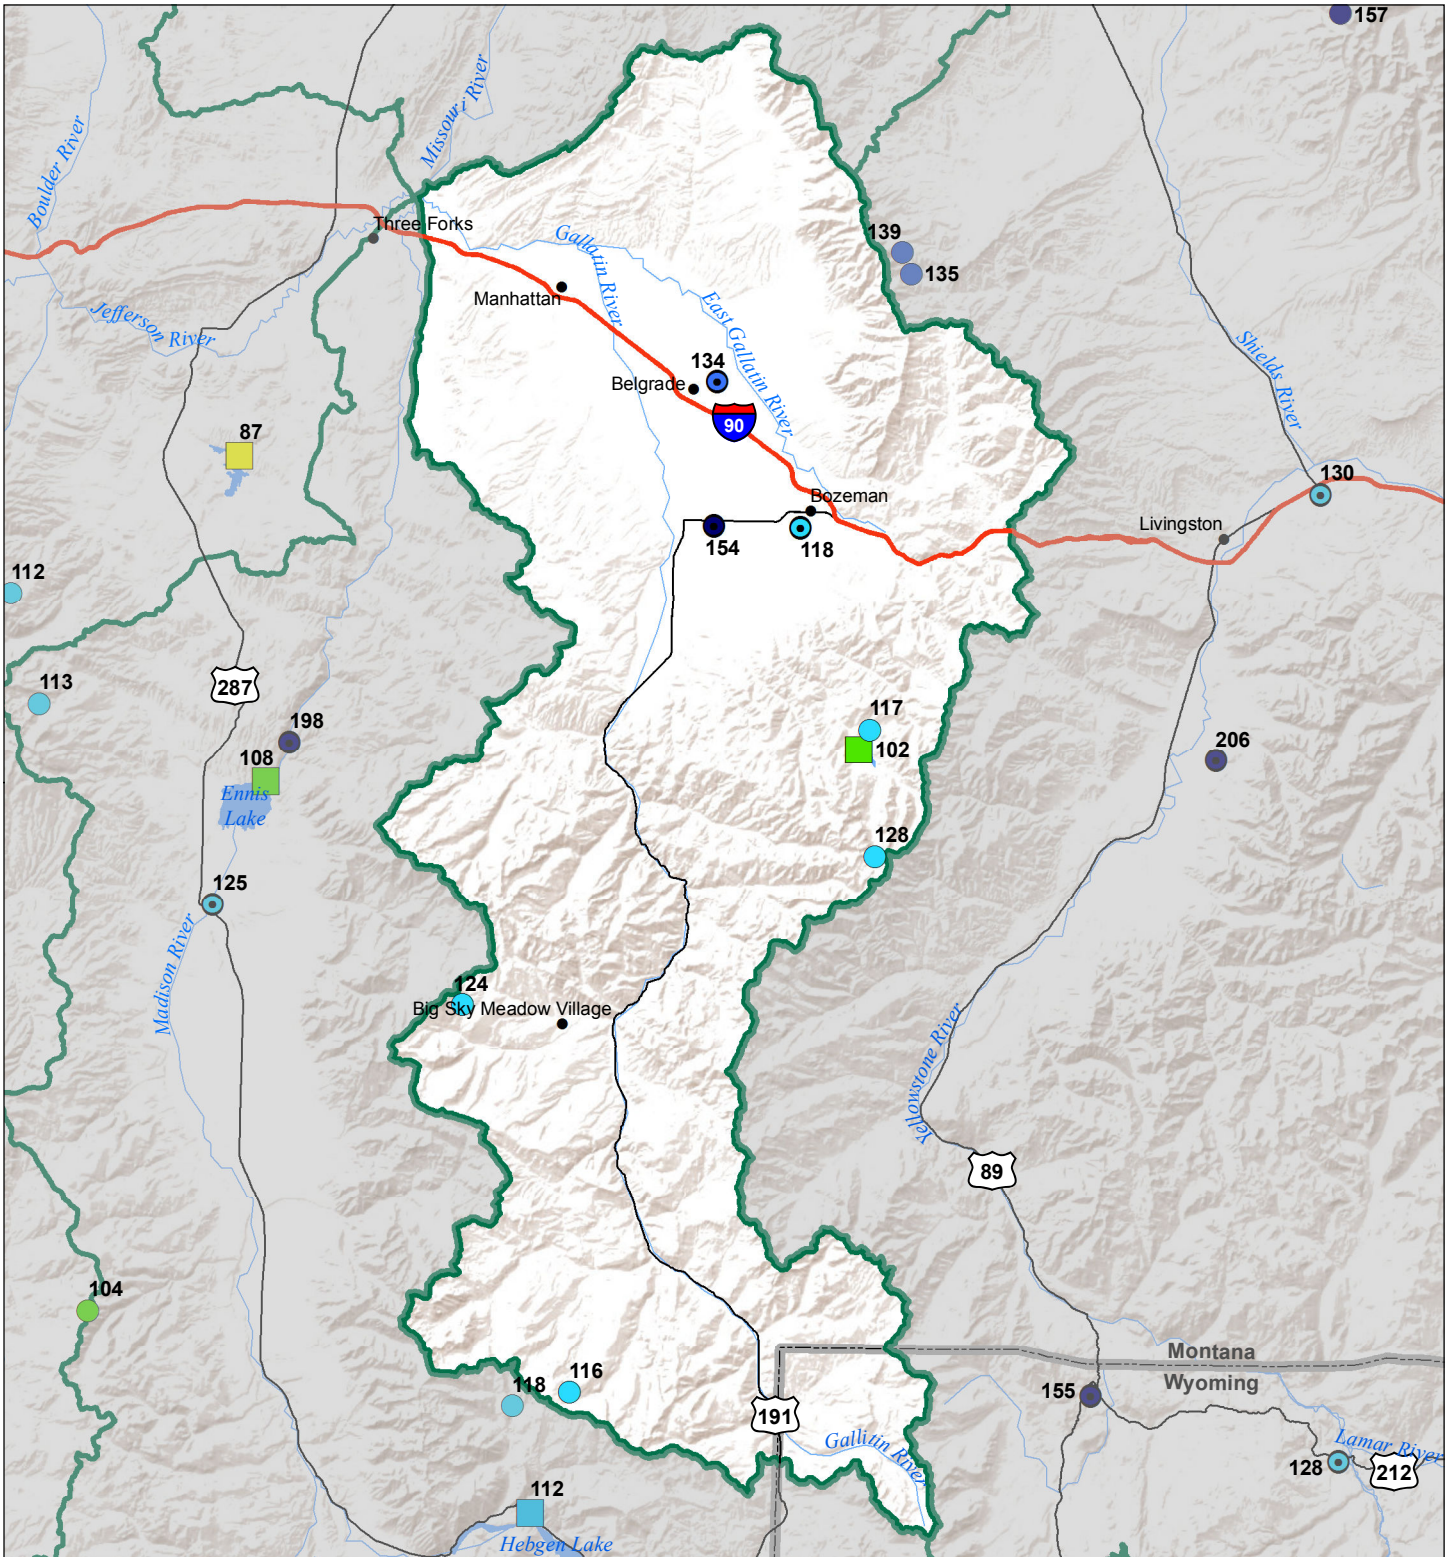 157
Missouri River
Boulder River
Three Forks
139
135
Gallatin River
Manhattan
East Gallatin River
Jefferson River
Shields River
134
Belgrade
90
87
130
Bozeman
Livingston
154
118
112
287
113
198
117
102
206
108
Ennis
Lake
128
125
Madison River
124
Big Sky Meadow Village
Yellowstone River
89
104
Montana
Wyoming
116
118
155
191
Gallitin River
Lamar River
128
212
112
Hebgen Lake